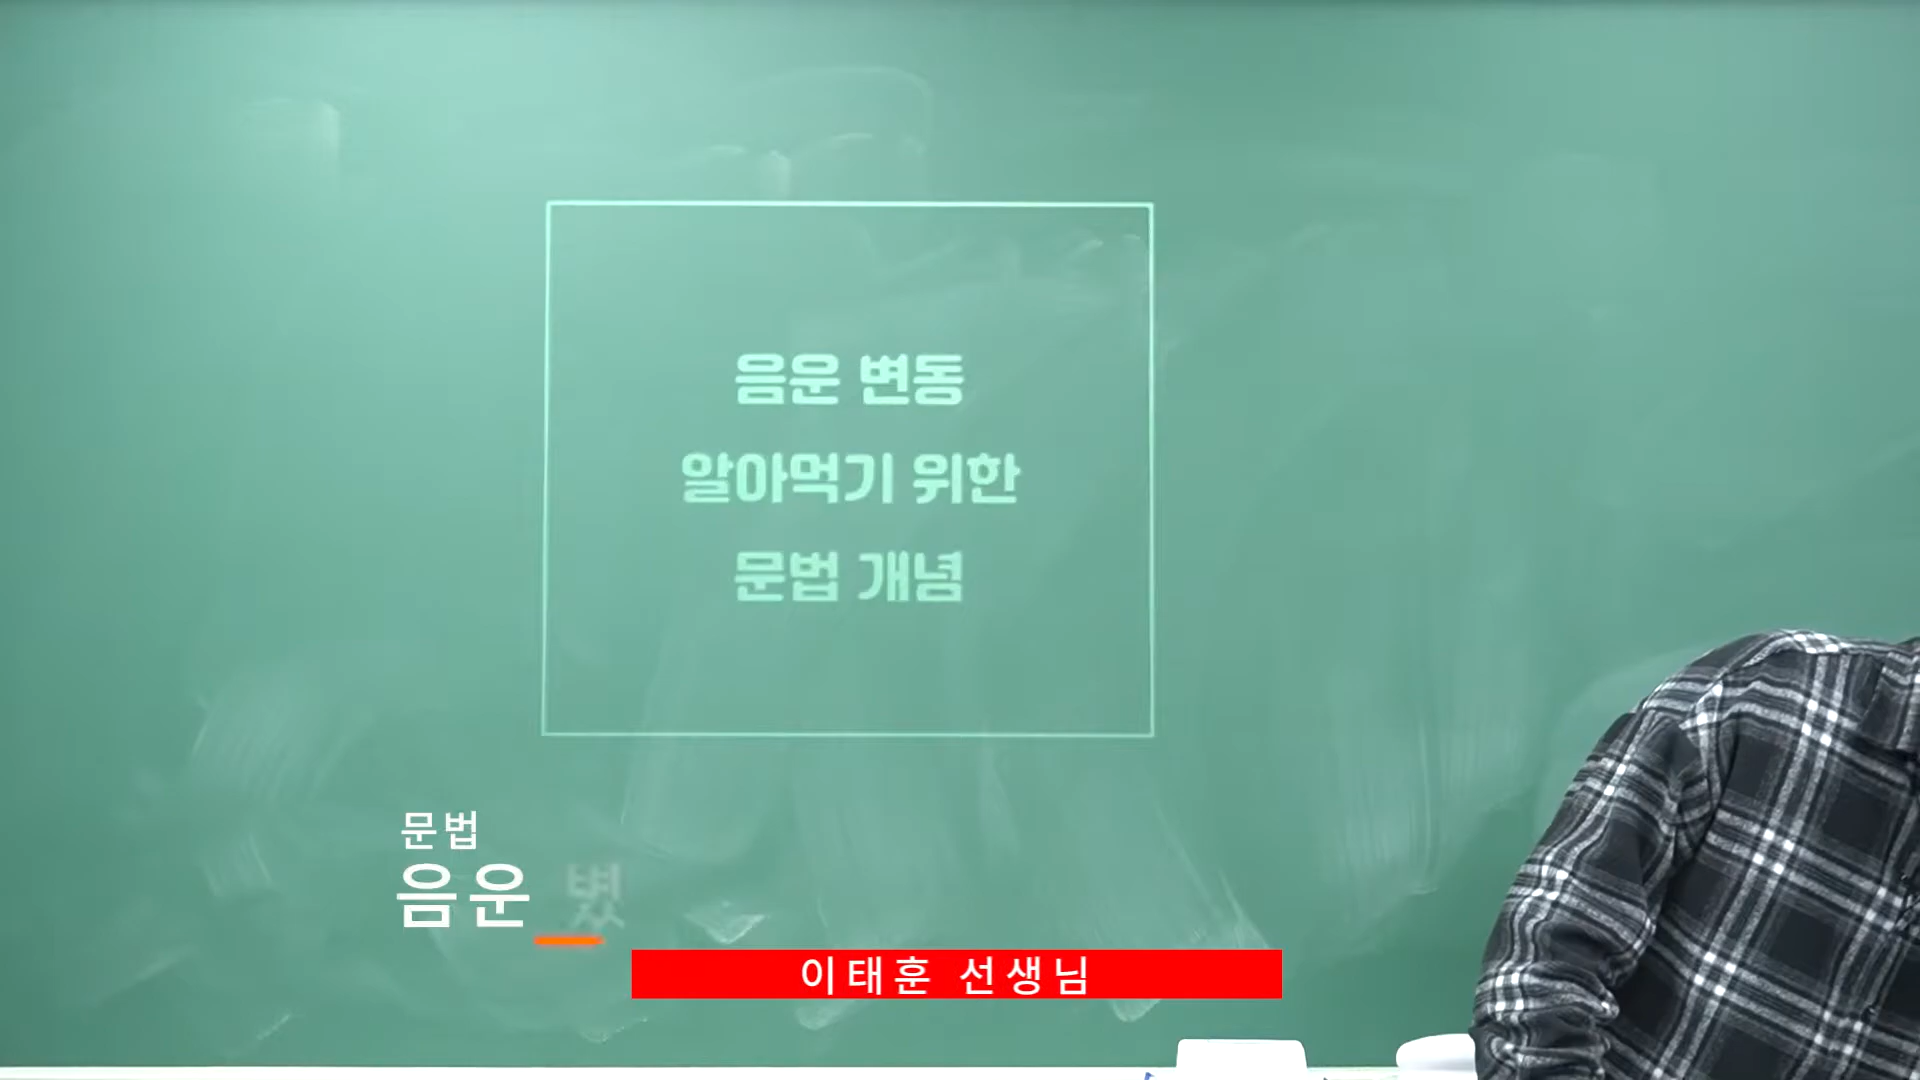 음운 변동
알아먹기 위한
문법 개념
문법
음운
이태훈 선생님